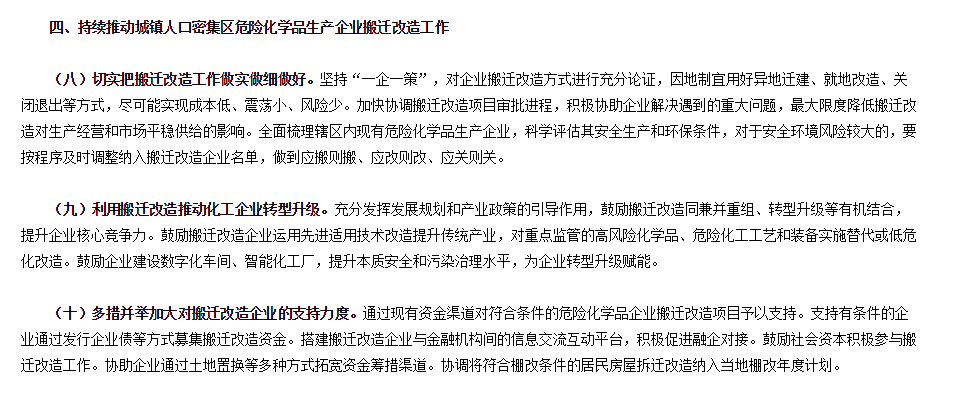 四、持续推动城镇人口密集区危险化学品生产企业搬迁改造工作
（八）切实把搬迁改造工作做实做细做好。坚持“一企一策”，对企业搬迁改造方式进行充分论证，因地制宜用好异地迁建、就地改造、关
闭退出等方式，尽可能实现成本低、震荡小、风险少。加快协调搬迁改造项目审批进程，积极协助企业解决遇到的重大问题，最大限度降低搬迁改
造对生产经营和市场平稳供给的影响。全面梳理辖区内现有危险化学品生产企业，科学评估其安全生产和环保条件，对于安全环境风险较大的，要
按程序及时调整纳入搬迁改造企业名单，做到应搬则搬、应改则改、应关则关。
（九）利用搬迁改造推动化工企业转型升级。充分发挥发展规划和产业政策的引导作用，鼓励搬迁改造同兼并重组、转型升级等有机结合，
提升企业核心竞争力。鼓励搬迁改造企业运用先进适用技术改造提升传统产业，对重点监管的高风险化学品、危险化工工艺和装备实施替代或低危
化改造。鼓励企业建设数字化车间、智能化工厂，提升本质安全和污染治理水平，为企业转型升级赋能。
（十）多措并举加大对搬迁改造企业的支持力度。通过现有资金渠道对符合条件的危险化学品企业搬迁改造项目予以支持。支持有条件的企
业通过发行企业债等方式募集搬迁改造资金。搭建搬迁改造企业与金融机构间的信息交流互动平台，积极促进融企对接。鼓励社会资本积极参与搬
迁改造工作。协助企业通过土地置换等多种方式拓宽资金筹措渠道。协调将符合棚改条件的居民房屋拆迁改造纳入当地棚改年度计划。